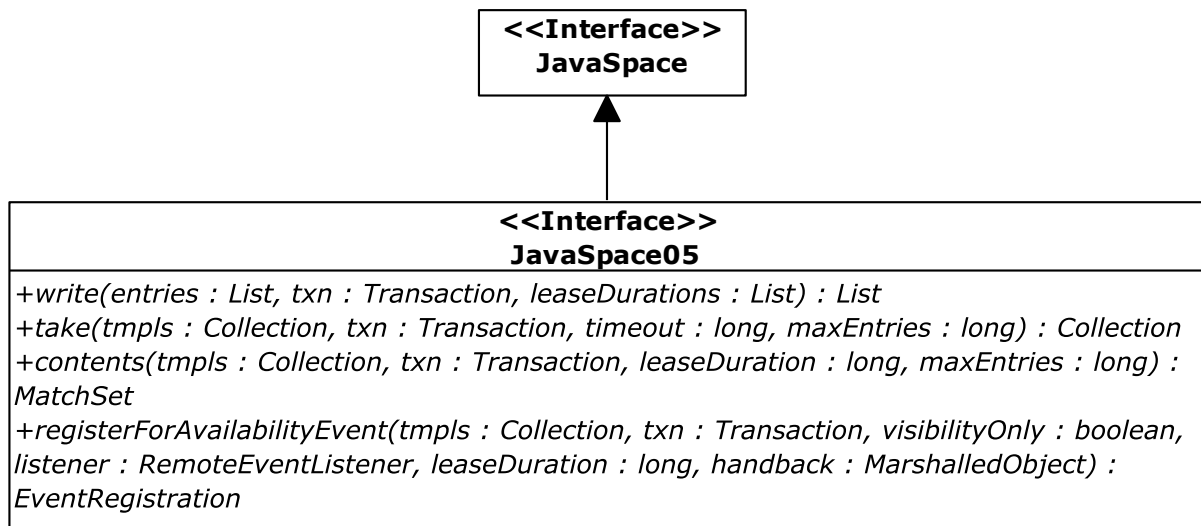 <<Interface>>
JavaSpace
<<Interface>>
JavaSpace05
+write(entries : List, txn : Transaction, leaseDurations : List) : List
+take(tmpls : Collection, txn : Transaction, timeout : long, maxEntries : long) : Collection
+contents(tmpls : Collection, txn : Transaction, leaseDuration : long, maxEntries : long) :
MatchSet
+registerForAvailabilityEvent(tmpls : Collection, txn : Transaction, visibilityOnly : boolean,
listener : RemoteEventListener, leaseDuration : long, handback : MarshalledObject) :
EventRegistration